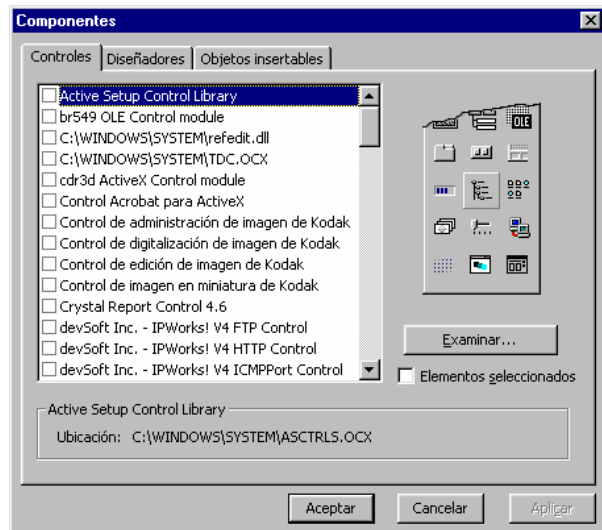 Componentes
Controles Diseñadores Objetos insertables
Active Setup Control Library
br549 OLE Control module
C:\WINDOWS\SYSTEM\refedit.dll
C:\WINDOWS\SYSTEM\TDC.OCX
cdr3d ActiveX Control module
Control Acrobat para ActiveX
Control de administración de imagen de Kodak
Control de digitalización de imagen de Kodak
Control de edición de imagen de Kodak
Control de imagen en miniatura de Kodak
Crystal Report Control 4.6
devSoft Inc. - IPWorks! V4 FTP Control
devSoft Inc. - IPWorks! V4 HTTP Control
devSoft Inc. - IPWorks! V4 ICMPPort Control
OLE
Examinar...
Elementos seleccionados
Active Setup Control Library
Ubicación: C:\WINDOWS\SYSTEM\ASCTRLS.OCX
Aceptar Cancelar Aplicar